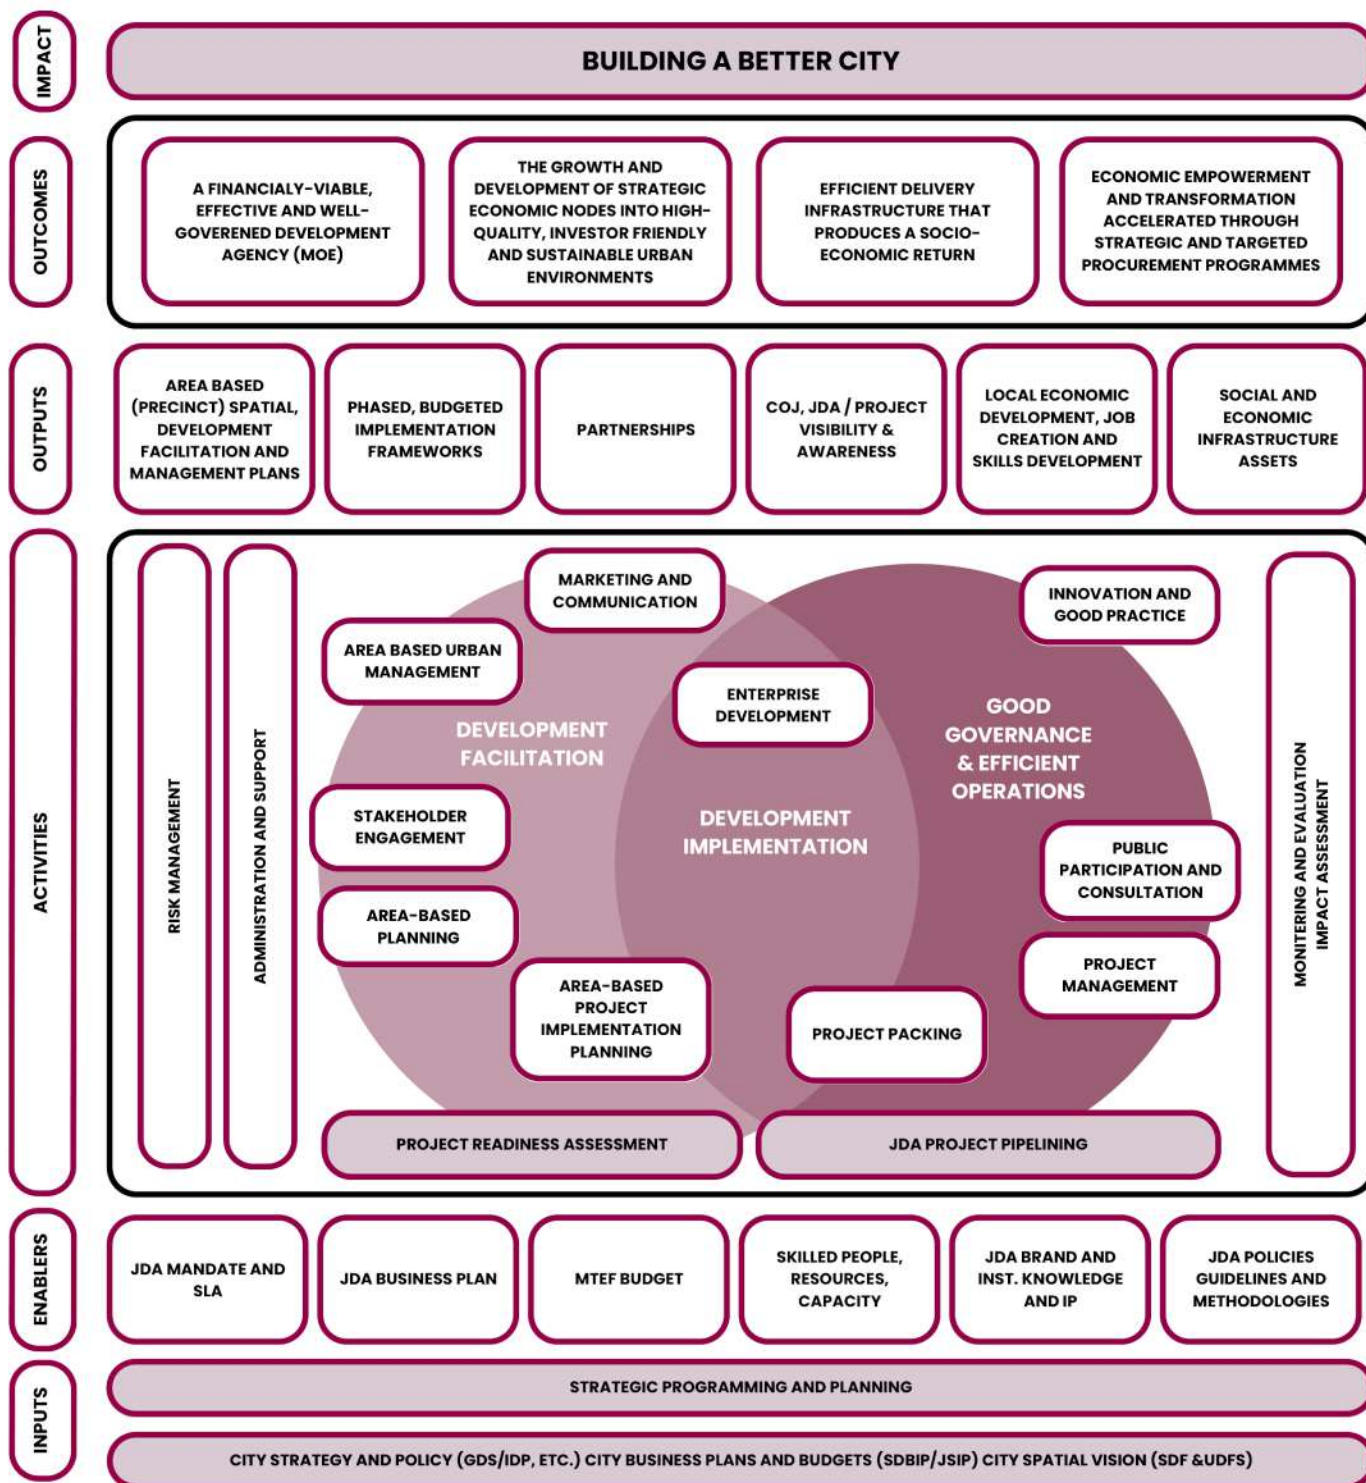 IMPACT
BUILDING A BETTER CITY
OUTCOMES
A FINANCIALY-VIABLE,
EFFECTIVE AND WELL-
GOVERENED DEVELOPMENT
AGENCY (MOE)
THE GROWTH AND
DEVELOPMENT OF STRATEGIC
ECONOMIC NODES INTO HIGH-
QUALITY, INVESTOR FRIENDLY
AND SUSTAINABLE URBAN
ENVIRONMENTS
EFFICIENT DELIVERY
INFRASTRUCTURE THAT
PRODUCES A SOCIO-
ECONOMIC RETURN
ECONOMIC EMPOWERMENT
AND TRANSFORMATION
ACCELERATED THROUGH
STRATEGIC AND TARGETED
PROCUREMENT PROGRAMMES
OUTPUTS
AREA BASED
(PRECINCT) SPATIAL,
DEVELOPMENT
FACILITATION AND
MANAGEMENT PLANS
PHASED, BUDGETED
IMPLEMENTATION
FRAMEWORKS
PARTNERSHIPS
COJ, JDA / PROJECT
VISIBILITY &
AWARENESS
LOCAL ECONOMIC
DEVELOPMENT, JOB
CREATION AND
SKILLS DEVELOPMENT
SOCIAL AND
ECONOMIC
INFRASTRUCTURE
ASSETS
ACTIVITIES
RISK MANAGEMENT
ADMINISTRATION AND SUPPORT
MARKETING AND
COMMUNICATION
INNOVATION AND
GOOD PRACTICE
AREA BASED URBAN
MANAGEMENT
ENTERPRISE
DEVELOPMENT
DEVELOPMENT
FACILITATION
GOOD
GOVERNANCE
& EFFICIENT
OPERATIONS
STAKEHOLDER
ENGAGEMENT
DEVELOPMENT
IMPLEMENTATION
PUBLIC
PARTICIPATION AND
CONSULTATION
AREA-BASED
PLANNING
PROJECT
MANAGEMENT
AREA-BASED
PROJECT
IMPLEMENTATION
PLANNING
PROJECT PACKING
PROJECT READINESS ASSESSMENT
JDA PROJECT PIPELINING
MONITERING AND EVALUATION
IMPACT ASSESSMENT
ENABLERS
JDA MANDATE AND
SLA
JDA BUSINESS PLAN
MTEF BUDGET
SKILLED PEOPLE,
RESOURCES,
CAPACITY
JDA BRAND AND
INST. KNOWLEDGE
AND IP
JDA POLICIES
GUIDELINES AND
METHODOLOGIES
INPUTS
STRATEGIC PROGRAMMING AND PLANNING
CITY STRATEGY AND POLICY (GDS/IDP, ETC.) CITY BUSINESS PLANS AND BUDGETS (SDBIP/JSIP) CITY SPATIAL VISION (SDF &UDFS)